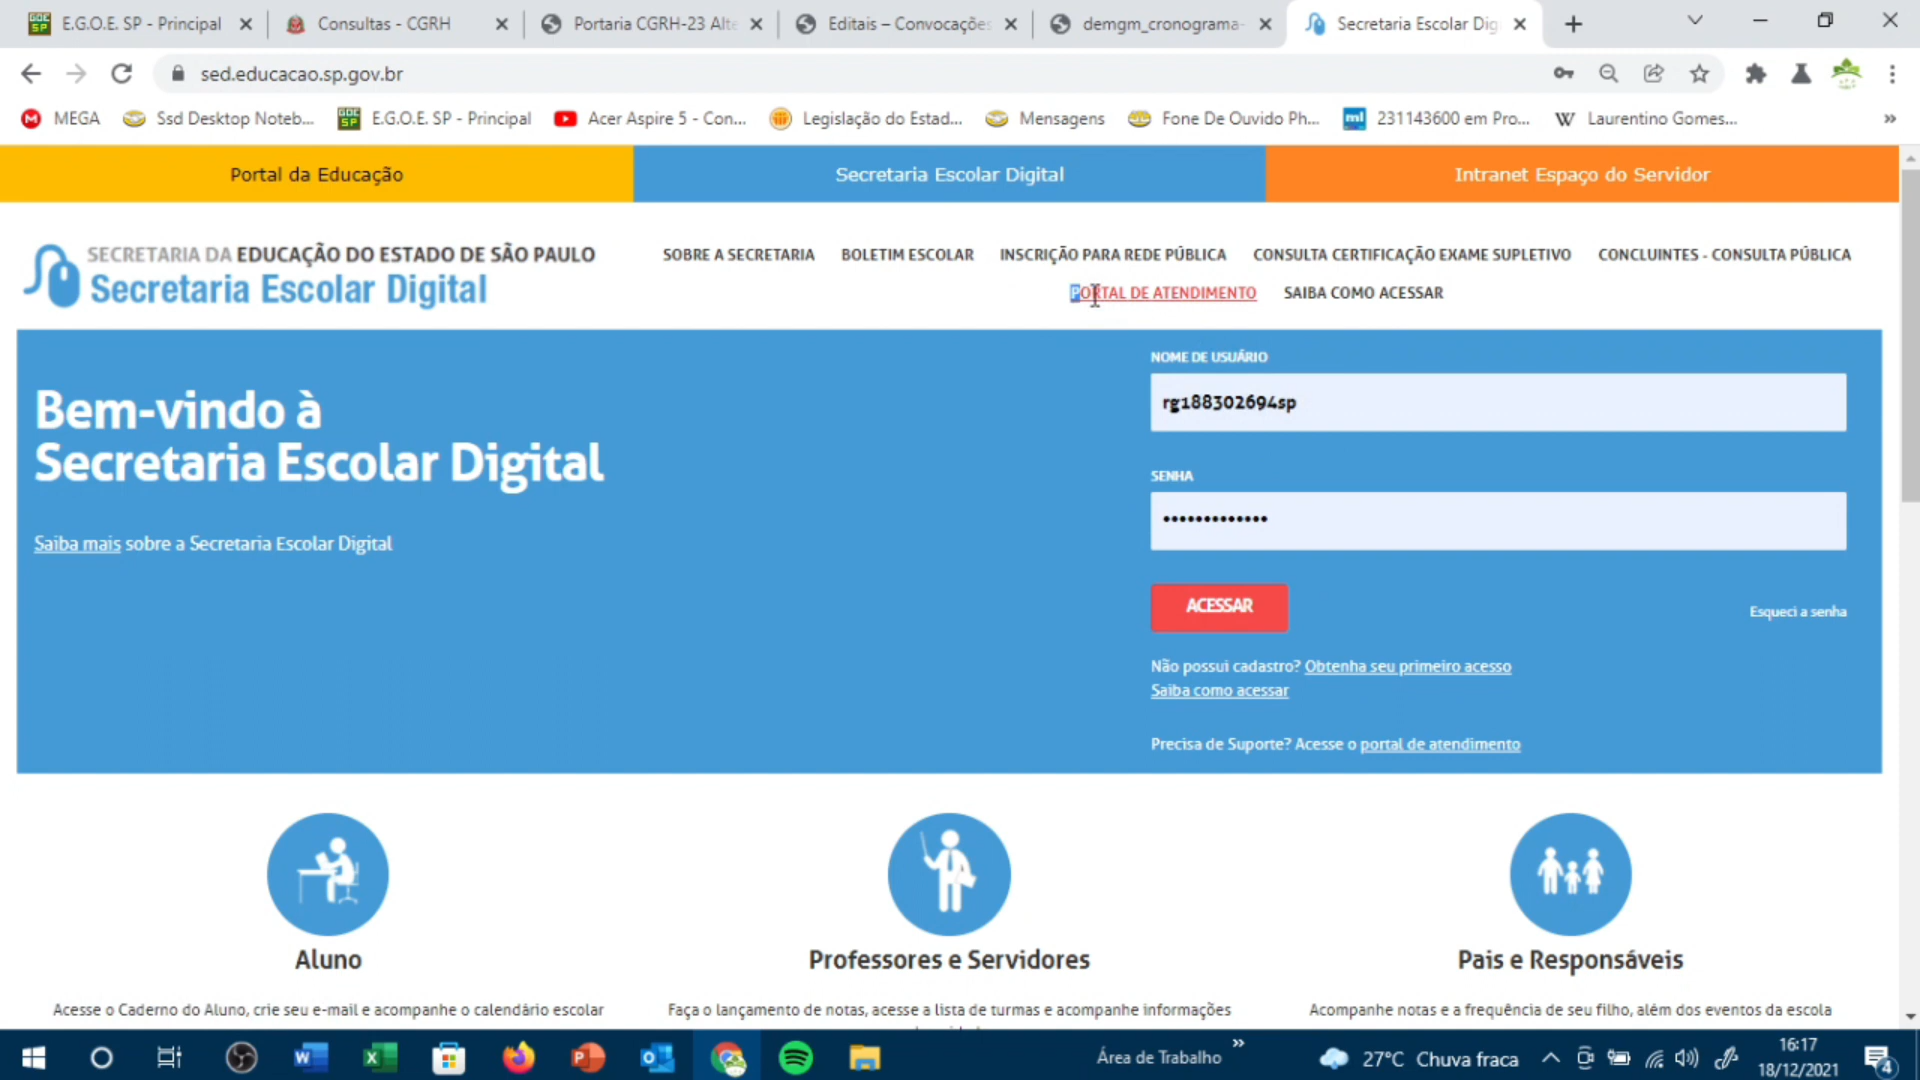 E.G.O.E. SP - Principal
Consultas - CGRH
Portaria CGRH-23 Alte
Editais – Convocações
demgm_cronograma-
Secretaria Escolar Dig
sed.educacao.sp.gov.br
MEGA
Ssd Desktop Noteb...
E.G.O.E. SP - Principal
Acer Aspire 5 - Con...
Legislação do Estad...
Mensagens
Fone De Ouvido Ph...
231143600 em Pro...
Laurentino Gomes...
Portal da Educação
Secretaria Escolar Digital
Intranet Espaço do Servidor
SECRETARIA DA EDUCAÇÃO DO ESTADO DE SÃO PAULO
Secretaria Escolar Digital
SOBRE A SECRETARIA
BOLETIM ESCOLAR
INSCRIÇÃO PARA REDE PÚBLICA
CONSULTA CERTIFICAÇÃO EXAME SUPLETIVO
CONCLUINTES - CONSULTA PÚBLICA
PORTAL DE ATENDIMENTO
SAIBA COMO ACESSAR
Bem-vindo à
Secretaria Escolar Digital
Saiba mais sobre a Secretaria Escolar Digital
NOME DE USUÁRIO
rg188302694sp
SENHA
•••••••••••••
ACESSAR
Esqueci a senha
Não possui cadastro? Obtenha seu primeiro acesso
Saiba como acessar
Precisa de Suporte? Acesse o portal de atendimento
Aluno
Professores e Servidores
Pais e Responsáveis
Acesse o Caderno do Aluno, crie seu e-mail e acompanhe o calendário escolar
Faça o lançamento de notas, acesse a lista de turmas e acompanhe informações
Acompanhe notas e a frequência de seu filho, além dos eventos da escola
Área de Trabalho
27°C Chuva fraca
16:17
18/12/2021
4